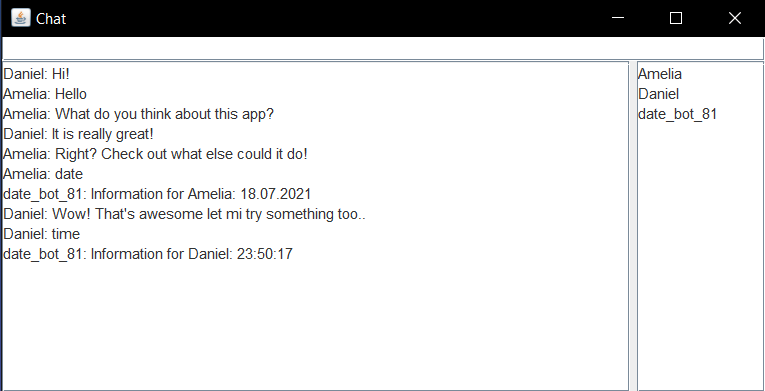 Chat
Daniel: Hi!
Amelia: Hello
Amelia: What do you think about this app?
Daniel: It is really great!
Amelia: Right? Check out what else could it do!
Amelia: date
date_bot_81: Information for Amelia: 18.07.2021
Daniel: Wow! That's awesome let mi try something too..
Daniel: time
date_bot_81: Information for Daniel: 23:50:17
Amelia
Daniel
date_bot_81